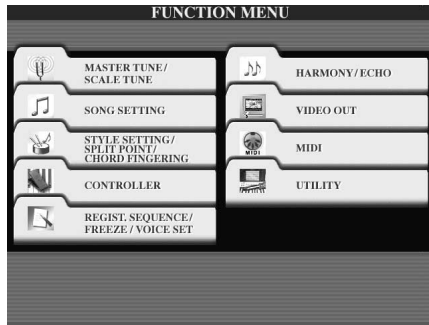 FUNCTION MENU
MASTER TUNE/
SCALE TUNE
SONG SETTING
STYLE SETTING/
SPLIT POINT/
CHORD FINGERING
CONTROLLER
REGIST. SEQUENCE/
FREEZE / VOICE SET
HARMONY / ECHO
VIDEO OUT
MIDI
MIDI
UTILITY